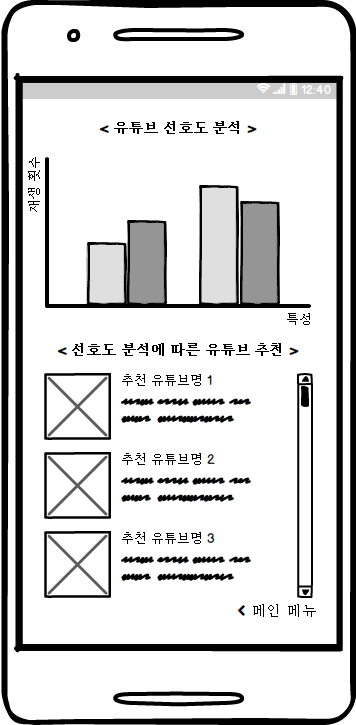 12:40
< 유튜브 선호도 분석 >
재생 횟수
특성
< 선호도 분석에 따른 유튜브 추천 >
추천 유튜브명 1
추천 유튜브명 2
추천 유튜브명 3
< 메인 메뉴